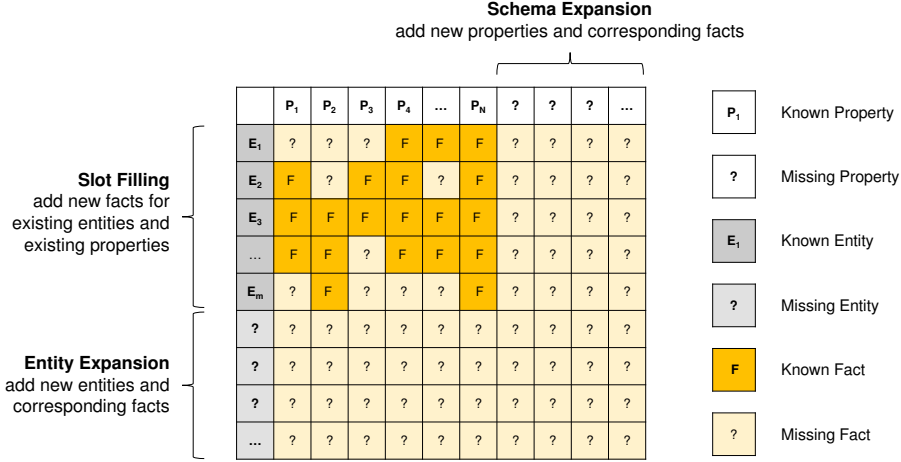 Schema Expansion
add new properties and corresponding facts
P1 P2 P3 P4 ... PN ? ? ? ...
E1 ? ? ? F F F ? ? ? ?
E2 F ? F F ? F ? ? ? ?
E3 F F F F F F ? ? ? ?
... F F ? F F F ? ? ? ?
Em ? F ? ? ? F ? ? ? ?
? ? ? ? ? ? ? ? ? ? ?
? ? ? ? ? ? ? ? ? ? ?
? ? ? ? ? ? ? ? ? ? ?
... ? ? ? ? ? ? ? ? ? ?
Slot Filling
add new facts for
existing entities and
existing properties
Entity Expansion
add new entities and
corresponding facts
P1 Known Property
? Missing Property
E1 Known Entity
? Missing Entity
F Known Fact
? Missing Fact